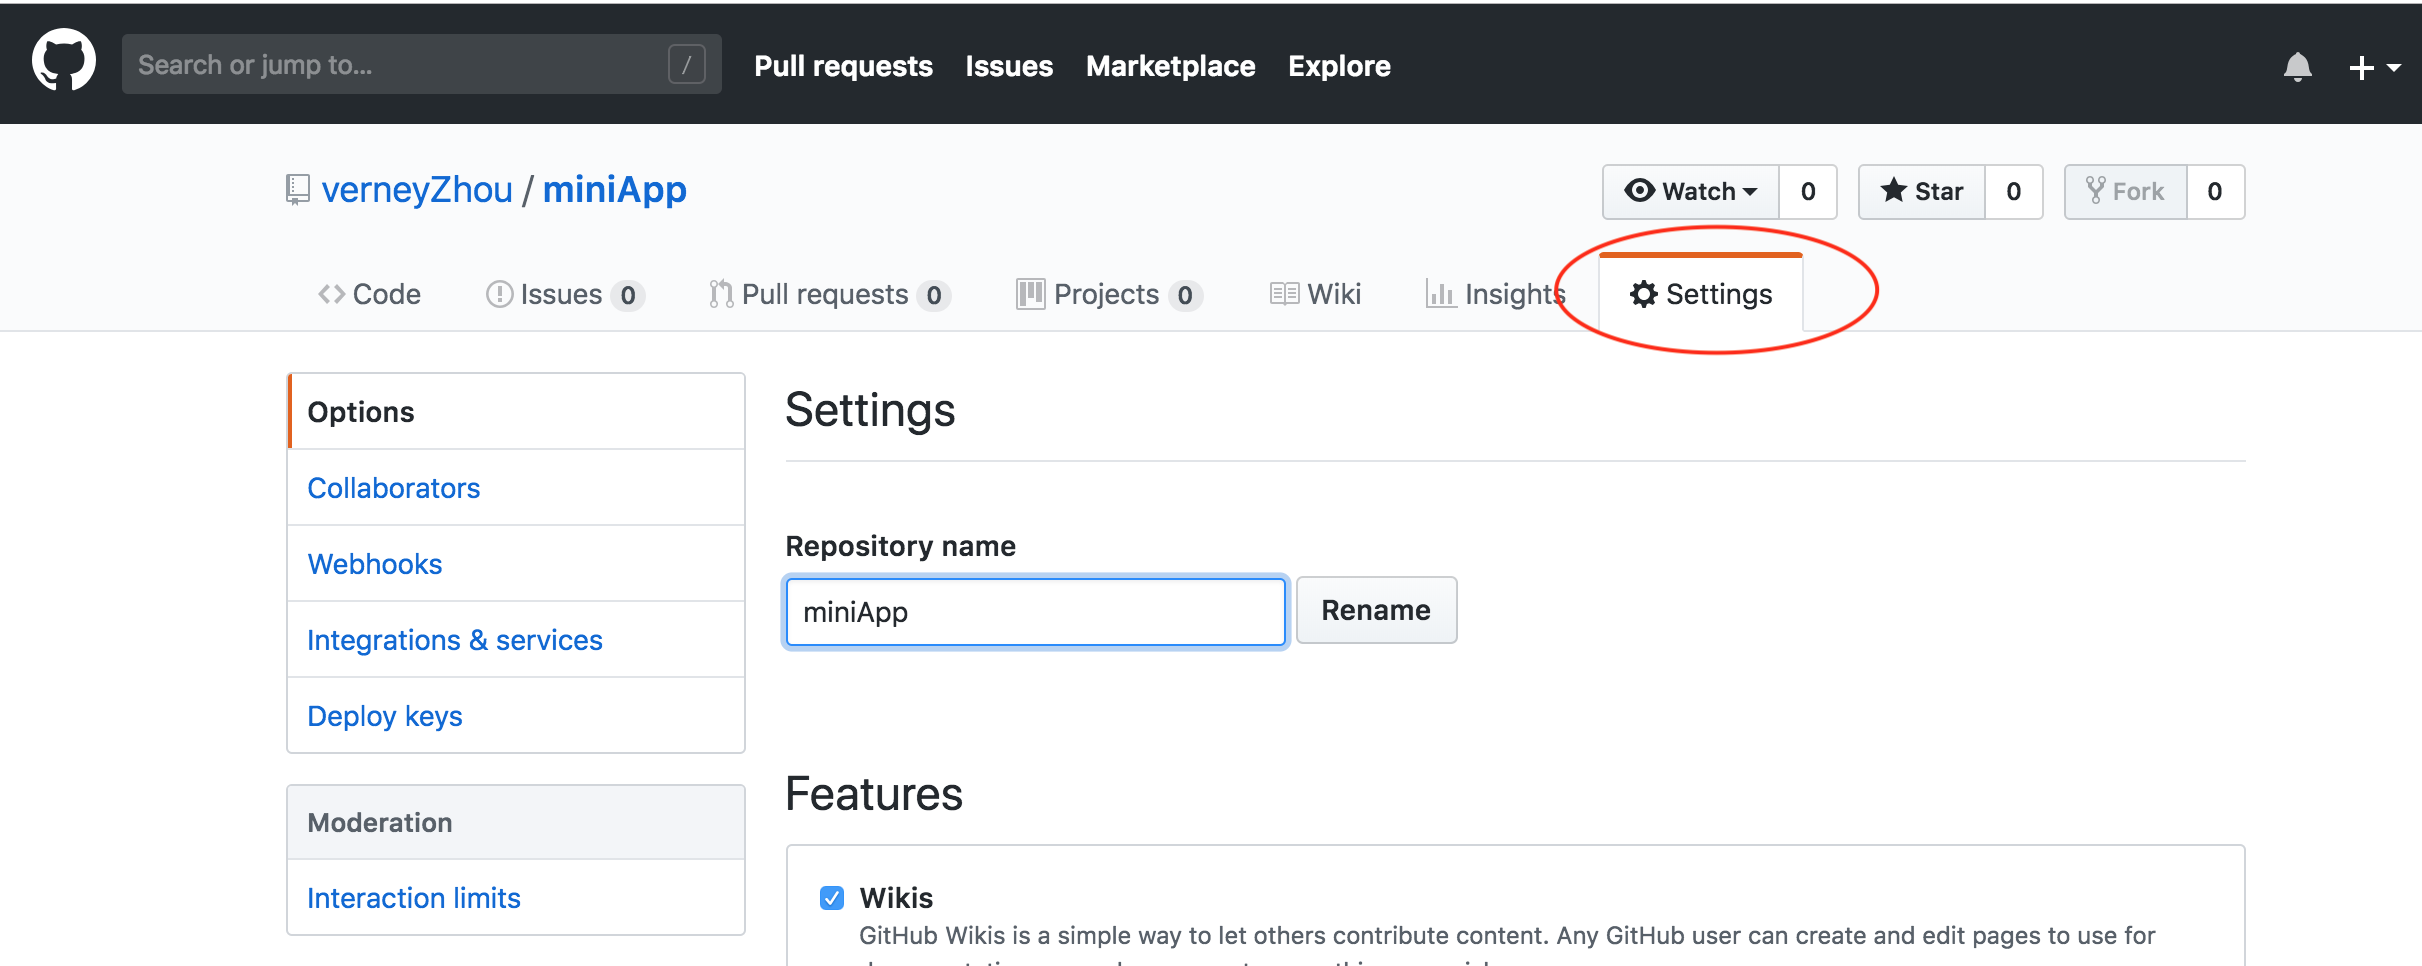 Search or jump to... /
Pull requests Issues Marketplace Explore
verneyZhou / miniApp
Watch 0 Star 0 Fork 0
Code Issues 0 Pull requests 0 Projects 0 Wiki Insights Settings
Options
Collaborators
Webhooks
Integrations & services
Deploy keys
Moderation
Interaction limits
Settings
Repository name
miniApp Rename
Features
Wikis
GitHub Wikis is a simple way to let others contribute content. Any GitHub user can create and edit pages to use for